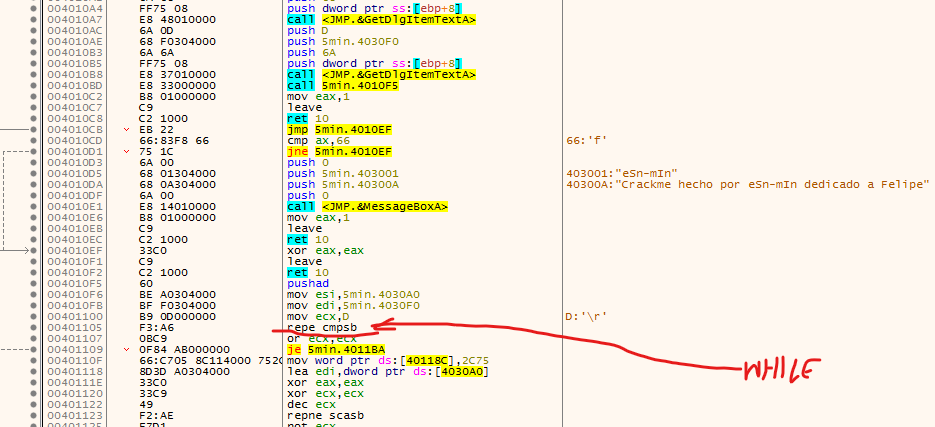 004010A4 FF75 08 push dword ptr ss:[ebp+8]
004010A7 E8 48010000 call <JMP.&GetDlgItemTextA>
004010AC 6A 0D push D
004010AE 68 F0304000 push 5min.4030F0
004010B3 6A 6A push 6A
004010B5 FF75 08 push dword ptr ss:[ebp+8]
004010B8 E8 37010000 call <JMP.&GetDlgItemTextA>
004010BD E8 33000000 call 5min.4010F5
004010C2 B8 01000000 mov eax,1
004010C7 C9 leave
004010C8 C2 1000 ret 10
004010CB EB 22 jmp 5min.4010EF
004010CD 66:83F8 66 cmp ax,66 66:'f'
004010D1 75 1C jne 5min.4010EF
004010D3 6A 00 push 0
004010D5 68 01304000 push 5min.403001 403001:"eSn-mIn"
004010DA 68 0A304000 push 5min.40300A 40300A:"Crackme hecho por eSn-mIn dedicado a Felipe"
004010DF 6A 00 push 0
004010E1 E8 14010000 call <JMP.&MessageBoxA>
004010E6 B8 01000000 mov eax,1
004010EB C9 leave
004010EC C2 1000 ret 10
004010EF 33C0 xor eax,eax
004010F1 C9 leave
004010F2 C2 1000 ret 10
004010F5 60 pushad
004010F6 BE A0304000 mov esi,5min.4030A0
004010FB BF F0304000 mov edi,5min.4030F0
00401100 B9 0D000000 mov ecx,D D:'\r'
00401105 F3:A6 repe cmpsb
00401107 0BC9 or ecx,ecx
00401109 0F84 AB000000 je 5min.4011BA
0040110F 66:C705 8C114000 752C mov word ptr ds:[40118C],2C75
00401118 8D3D A0304000 lea edi,dword ptr ds:[4030A0]
WHILE
0040111E 33C0 xor eax,eax
00401120 33C9 xor ecx,ecx
00401122 49 dec ecx
00401123 F2:AE repne scasb
00401125 F7D1 not ecx